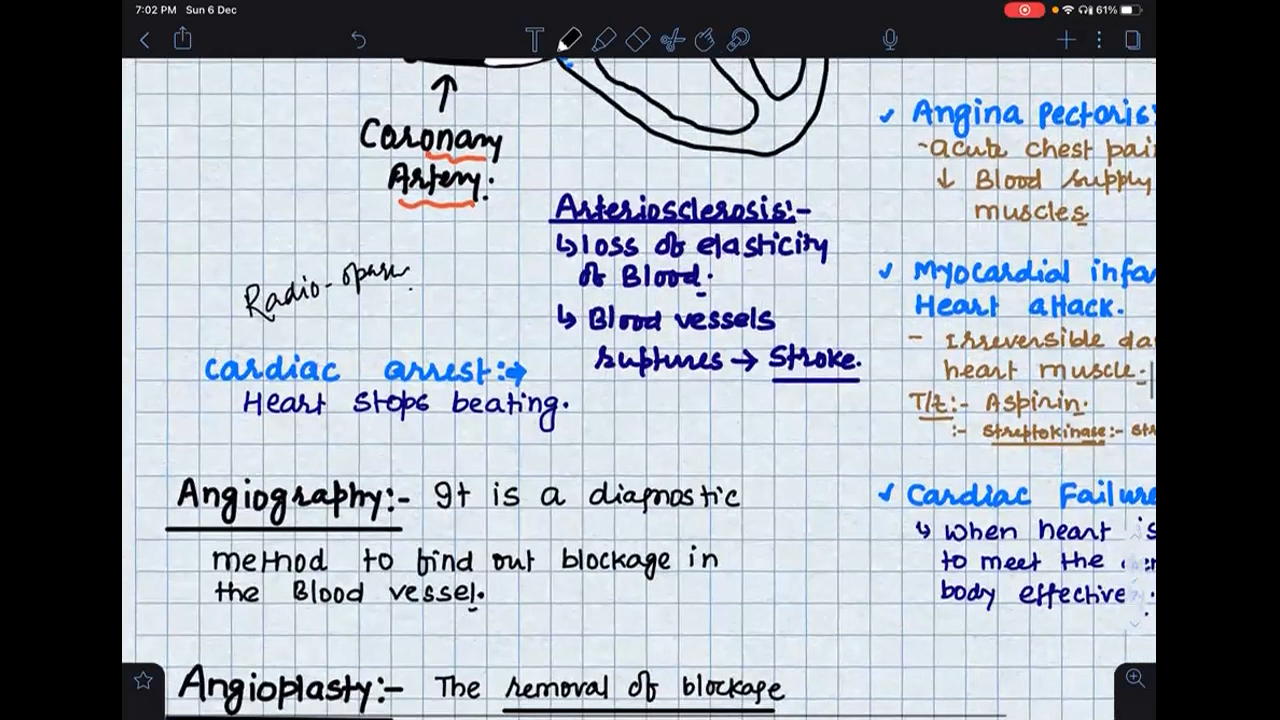 7:02 PM Sun 6 Dec
61%
Coronary
Artery.
Arteriosclerosis:-
↳ loss of elasticity
of Blood.
↳ Blood vessels
ruptures → Stroke.
Radio-
cardiac arrest:→
Heart stops beating.
Angiography:- It is a diagnostic
method to find out blockage in
the Blood vessel.
Angioplasty:- The removal of blockage
✓ Angina Pectoris:
-acute chest pai
↓ Blood supply
muscles
✓ Myocardial infa
Heart attack.
- Irreversible da
heart muscle.
T/t:- Aspirin.
:- Streptokinase:- St
✓ Cardiac Failure
↳ when heart is
to meet the
body effective